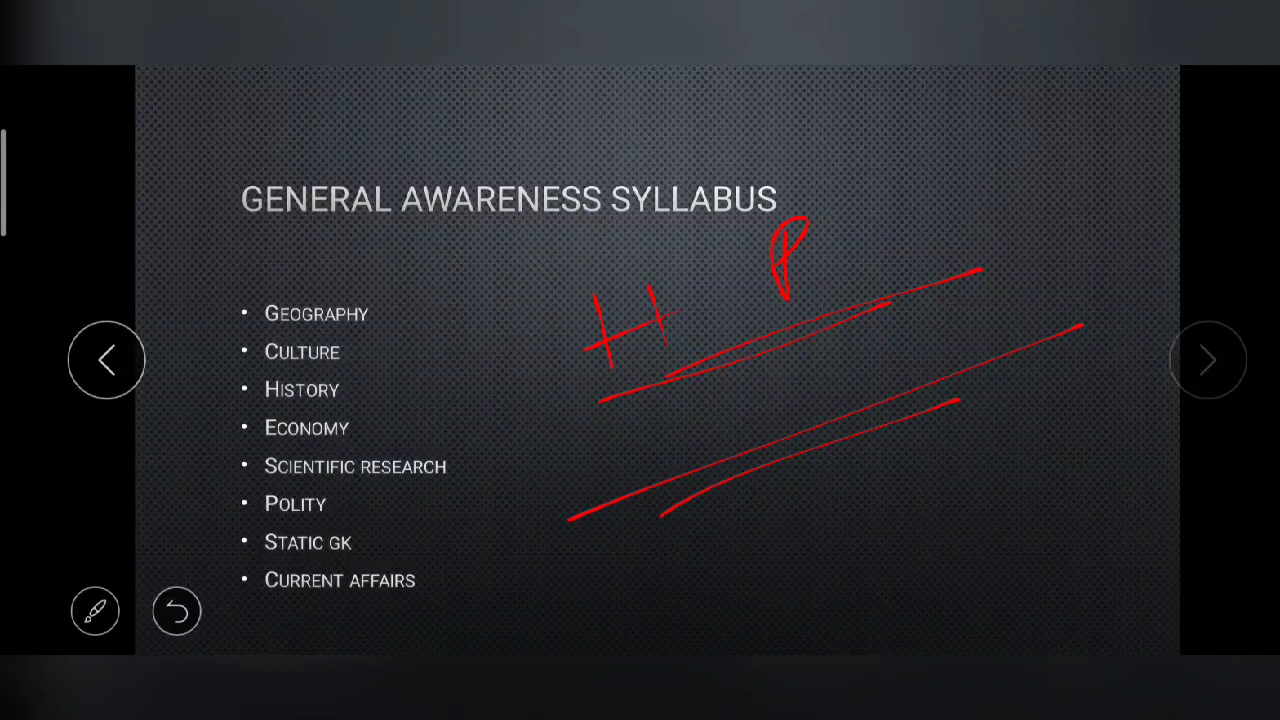 GENERAL AWARENESS SYLLABUS
P
H
• GEOGRAPHY
• CULTURE
• HISTORY
• ECONOMY
• SCIENTIFIC RESEARCH
• POLITY
• STATIC GK
• CURRENT AFFAIRS